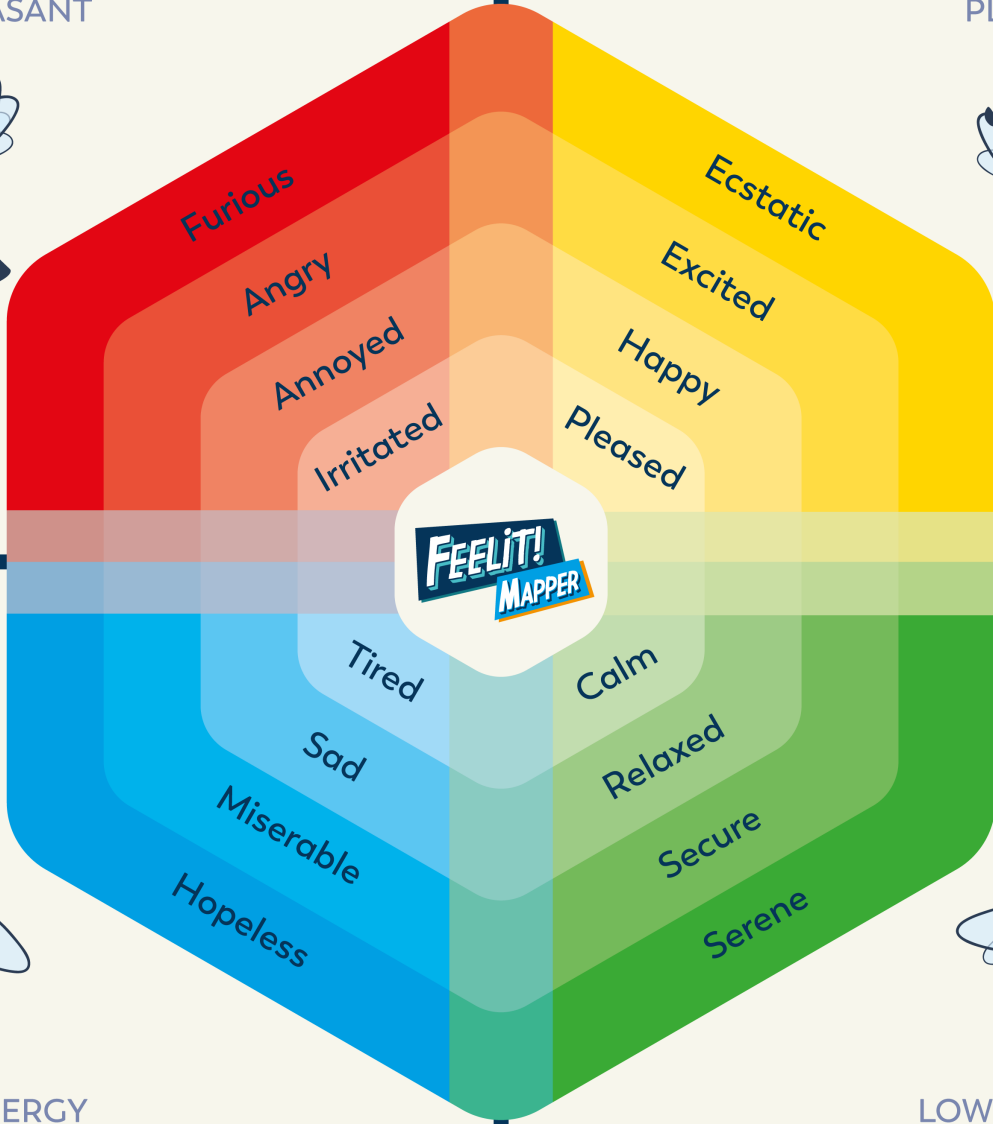 ASANT
PL
Furious
Angry
Annoyed
Irritated
Ecstatic
Excited
Happy
Pleased
FEELiT!
MAPPER
Tired
Sad
Miserable
Hopeless
Calm
Relaxed
Secure
Serene
ERGY
LOW